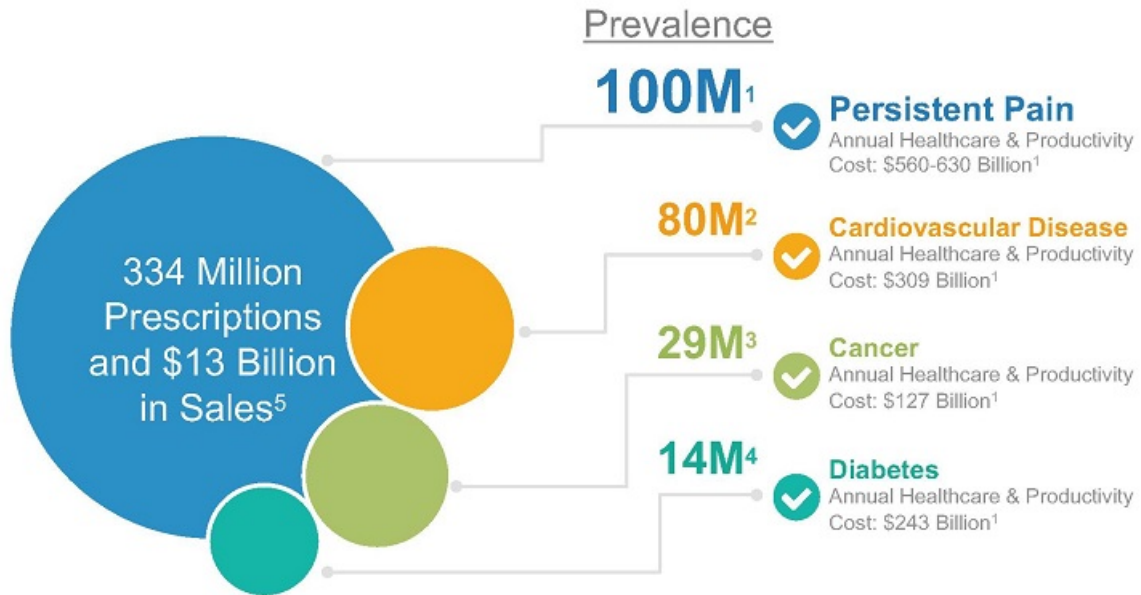 Prevalence
334 Million
Prescriptions
and $13 Billion
in Sales⁵
100M¹
Persistent Pain
Annual Healthcare & Productivity
Cost: $560-630 Billion¹
80M²
Cardiovascular Disease
Annual Healthcare & Productivity
Cost: $309 Billion¹
29M³
Cancer
Annual Healthcare & Productivity
Cost: $127 Billion¹
14M⁴
Diabetes
Annual Healthcare & Productivity
Cost: $243 Billion¹